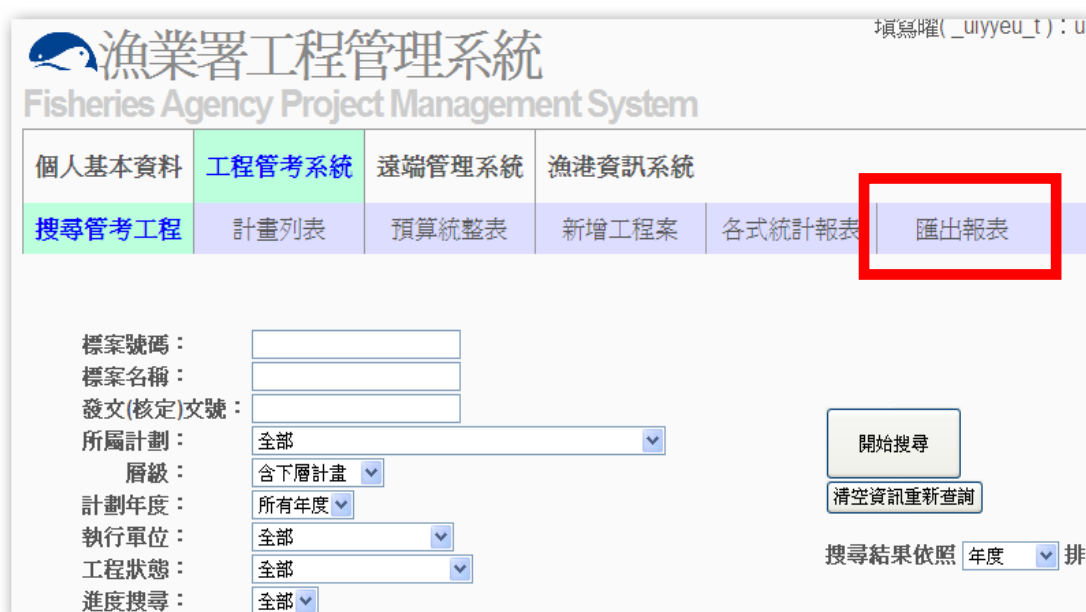 漁業署工程管理系統
Fisheries Agency Project Management System
個人基本資料 工程管考系統 遠端管理系統 漁港資訊系統
搜尋管考工程 計畫列表 預算統整表 新增工程案 各式統計報表 匯出報表
標案號碼：
標案名稱：
發文(核定)文號：
所屬計劃： 全部 開始搜尋
層級： 含下層計畫
計劃年度： 所有年度 清空資訊重新查詢
執行單位： 全部
搜尋結果依照 年度 排
工程狀態： 全部
進度搜尋： 全部